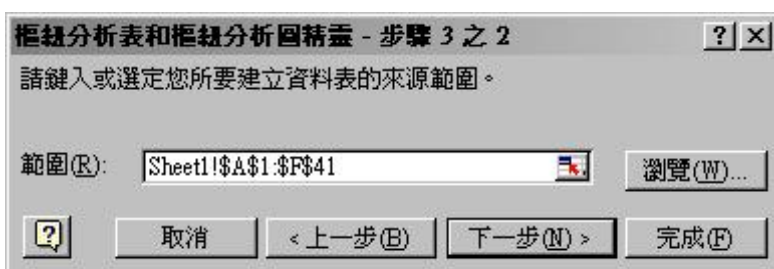 樞紐分析表和樞紐分析圖精靈 - 步驟 3 之 2
請鍵入或選定您所要建立資料表的來源範圍。
範圍(R): Sheet1!$A$1:$F$41 瀏覽(W)...
? 取消 < 上一步(B) 下一步(N) > 完成(F)